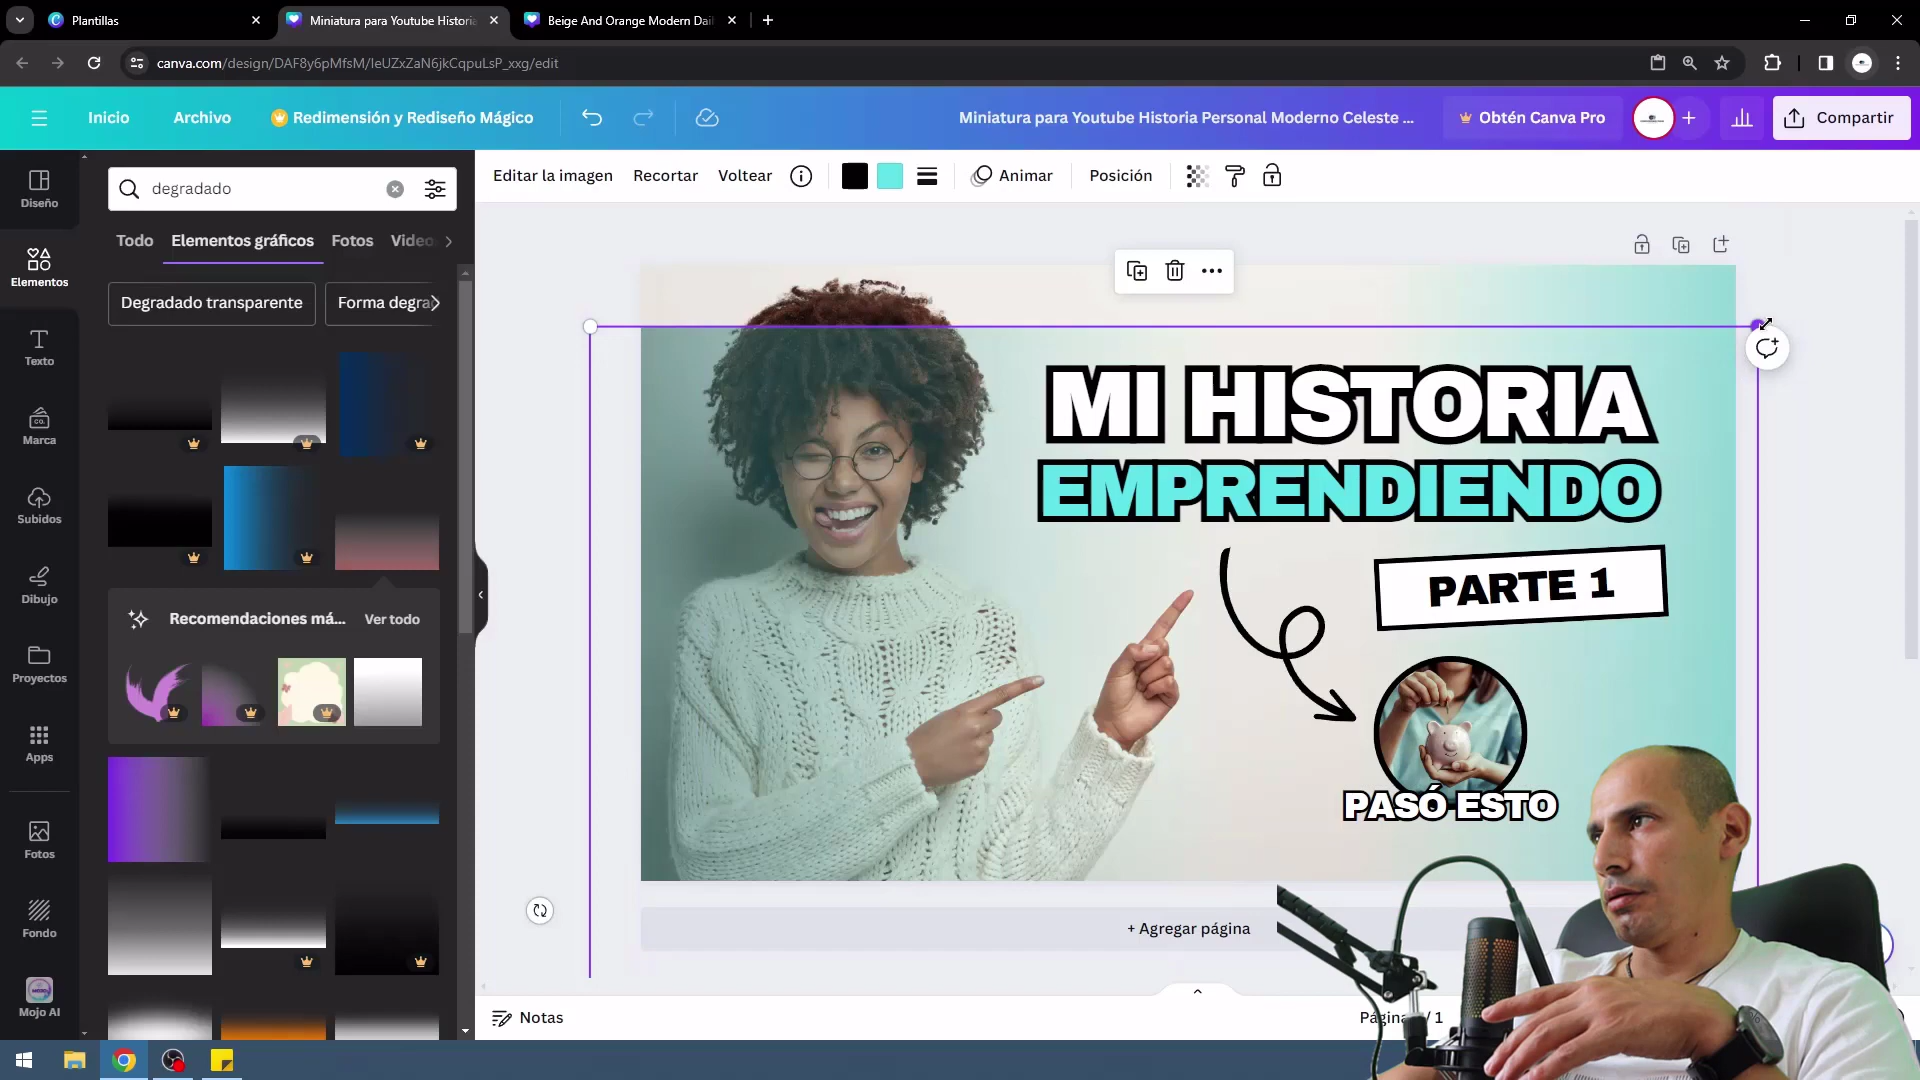 Plantillas
Miniatura para Youtube Historia
Beige And Orange Modern Dail
canva.com/design/DAF8y6pMfsM/IeUZxZaN6jkCqpuLsP_xxg/edit
Inicio
Archivo
Redimensión y Rediseño Mágico
Miniatura para Youtube Historia Personal Moderno Celeste ...
Obtén Canva Pro
Compartir
Diseño
Elementos
Texto
Marca
Subidos
Dibujo
Proyectos
Apps
Fotos
Fondo
Mojo AI
degradado
Todo
Elementos gráficos
Fotos
Video
Degradado transparente
Forma degra
Recomendaciones má...
Ver todo
Editar la imagen
Recortar
Voltear
Animar
Posición
MI HISTORIA
EMPRENDIENDO
PARTE 1
PASÓ ESTO
+ Agregar página
Notas
/ 1